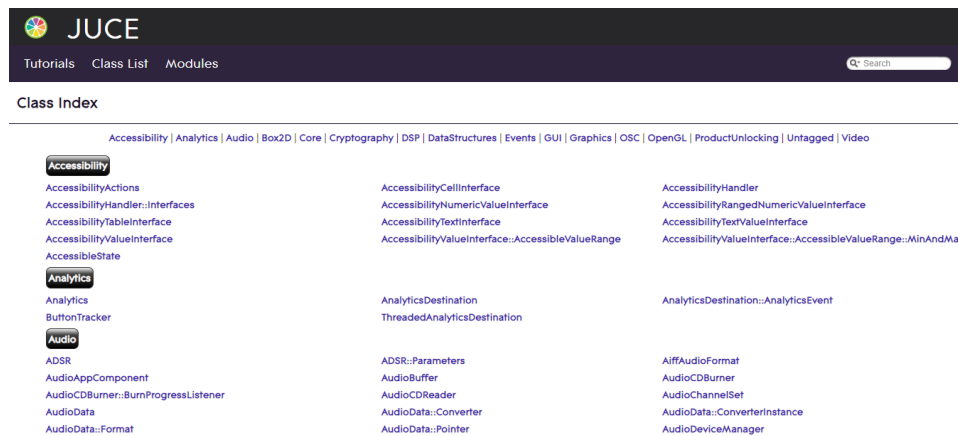 JUCE
Tutorials Class List Modules Search
Class Index
Accessibility | Analytics | Audio | Box2D | Core | Cryptography | DSP | DataStructures | Events | GUI | Graphics | OSC | OpenGL | ProductUnlocking | Untagged | Video
Accessibility
AccessibilityActions AccessibilityCellInterface AccessibilityHandler
AccessibilityHandler::Interfaces AccessibilityNumericValueInterface AccessibilityRangedNumericValueInterface
AccessibilityTableInterface AccessibilityTextInterface AccessibilityTextValueInterface
AccessibilityValueInterface AccessibilityValueInterface::AccessibleValueRange AccessibilityValueInterface::AccessibleValueRange::MinAndMa
AccessibleState
Analytics
Analytics AnalyticsDestination AnalyticsDestination::AnalyticsEvent
ButtonTracker ThreadedAnalyticsDestination
Audio
ADSR ADSR::Parameters AiffAudioFormat
AudioAppComponent AudioBuffer AudioCDBurner
AudioCDBurner::BurnProgressListener AudioCDReader AudioChannelSet
AudioData AudioData::Converter AudioData::ConverterInstance
AudioData::Format AudioData::Pointer AudioDeviceManager